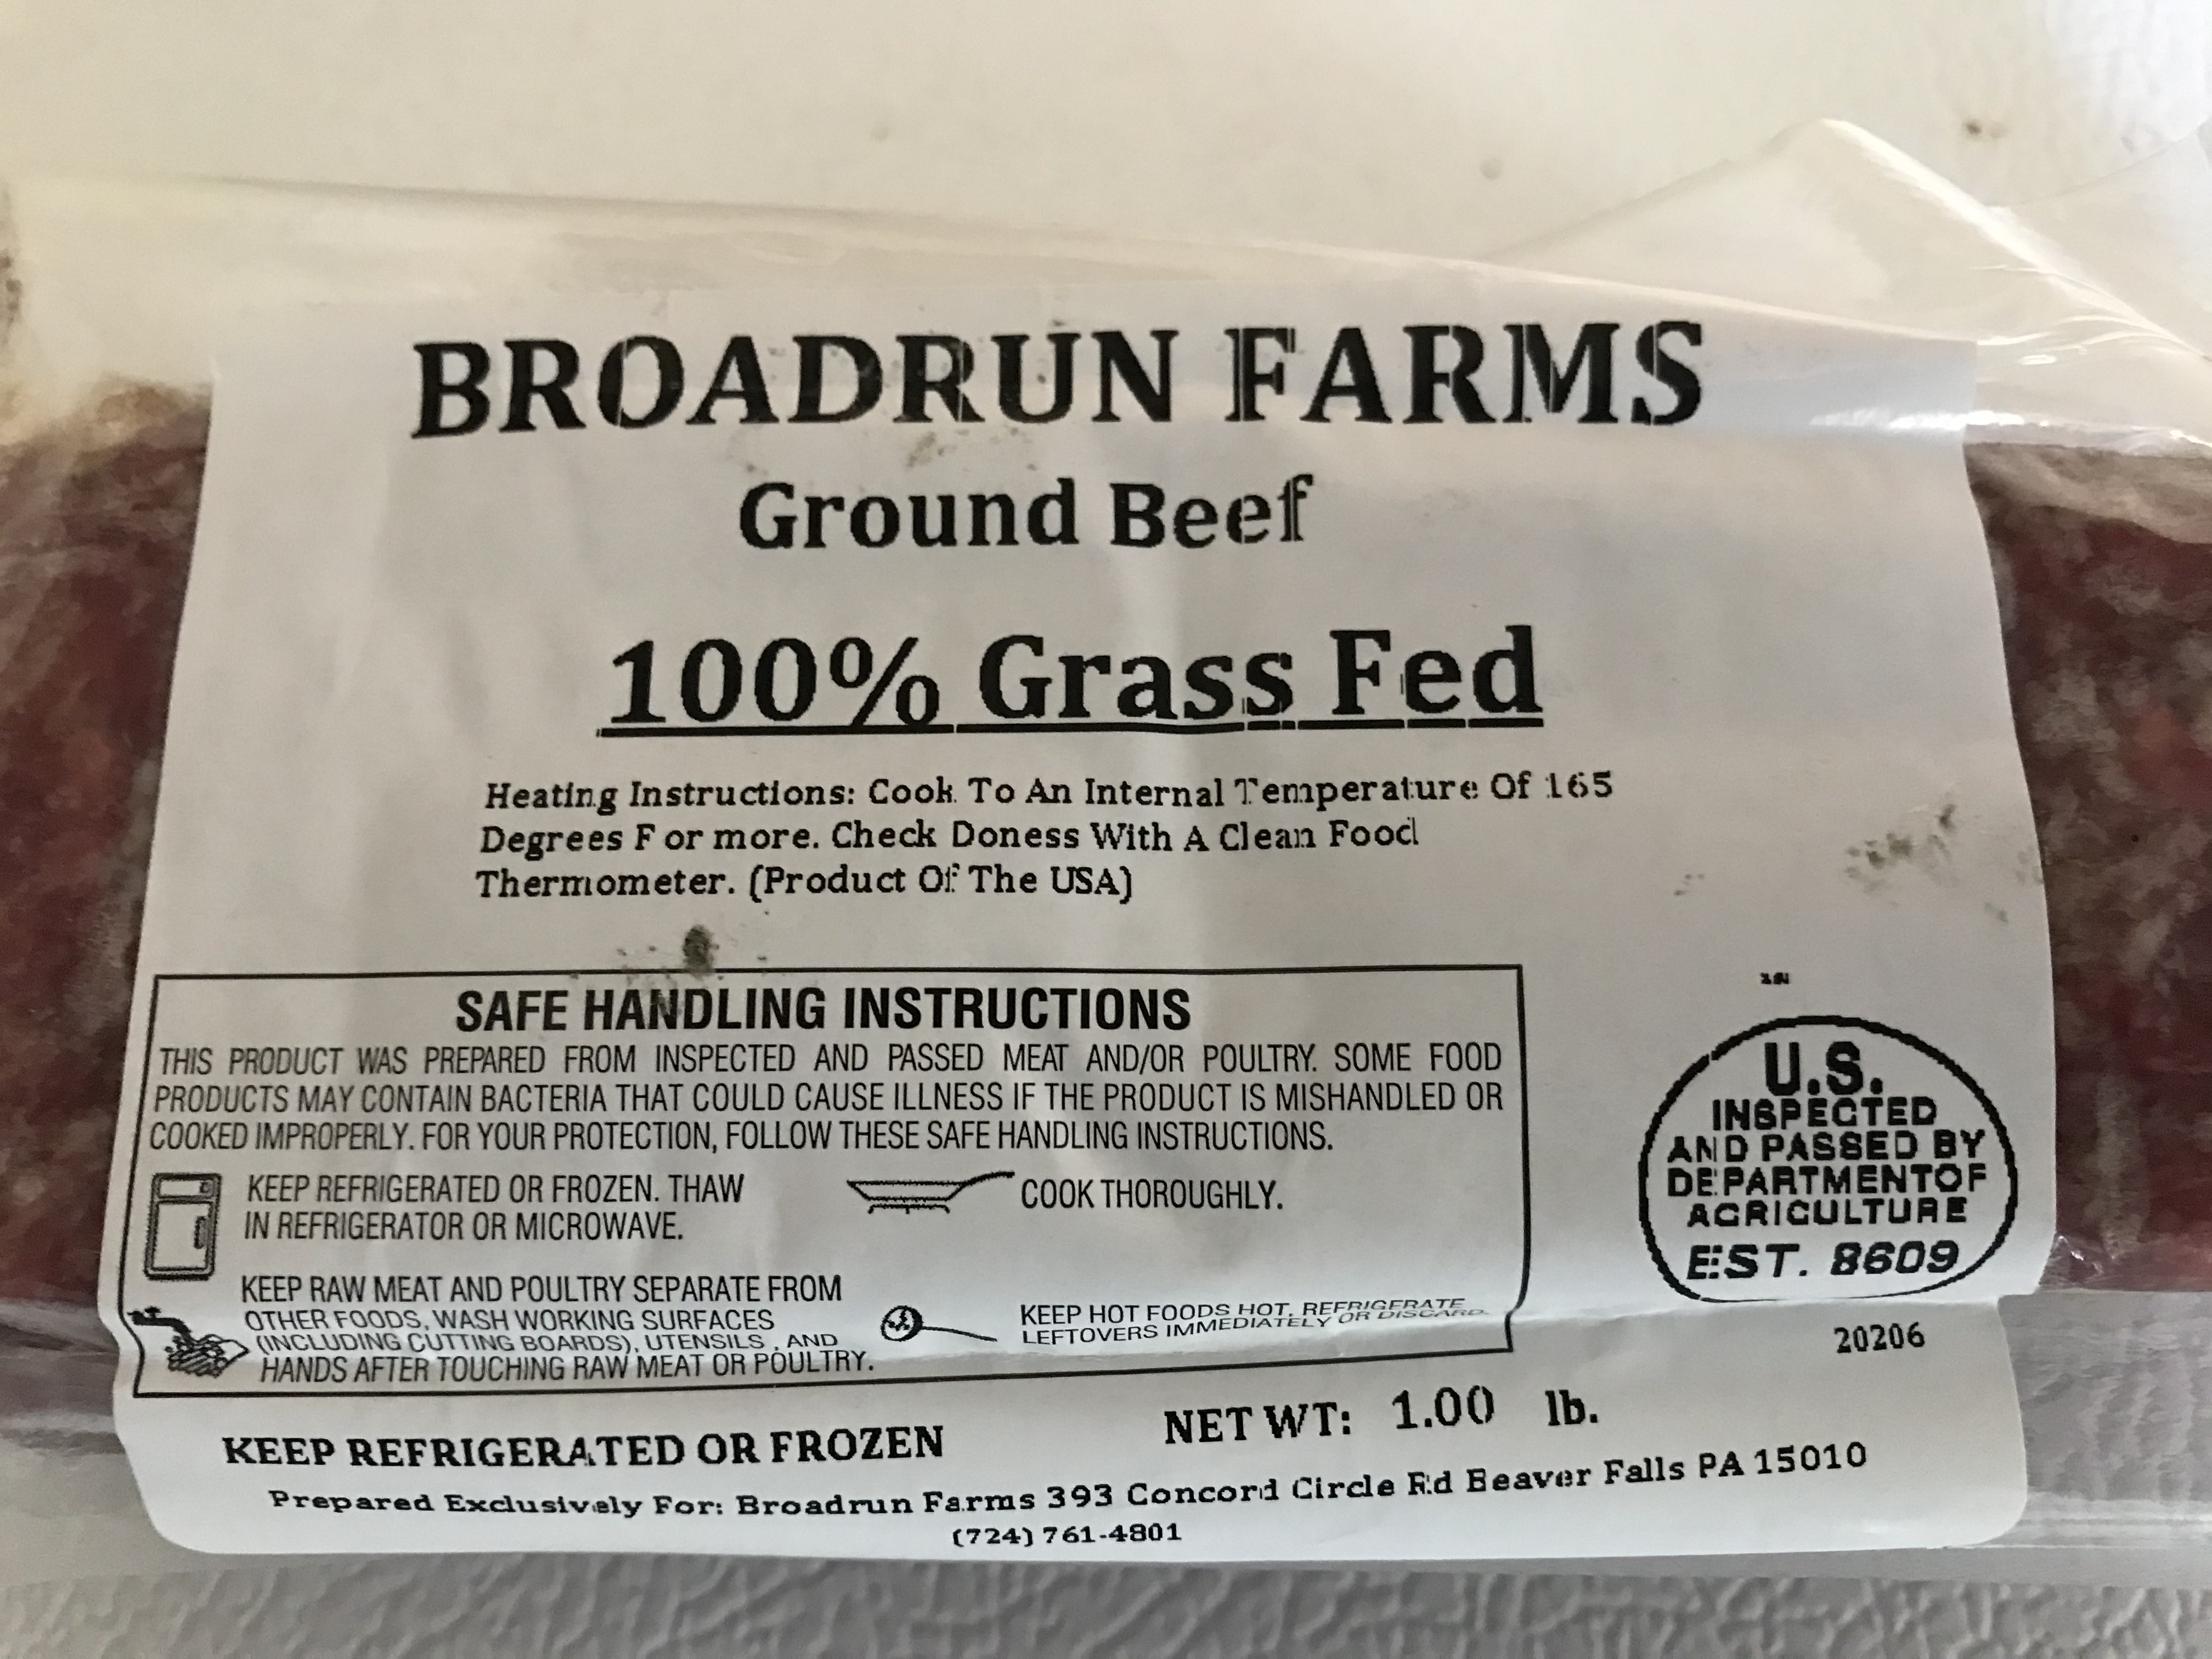 BROADRUN FARMS
Ground Beef
100% Grass Fed
Heating Instructions: Cook To An Internal Temperature Of 165
Degrees F or more. Check Doness With A Clean Food
Thermometer. (Product Of The USA)
SAFE HANDLING INSTRUCTIONS
THIS PRODUCT WAS PREPARED FROM INSPECTED AND PASSED MEAT AND/OR POULTRY. SOME FOOD
PRODUCTS MAY CONTAIN BACTERIA THAT COULD CAUSE ILLNESS IF THE PRODUCT IS MISHANDLED OR
COOKED IMPROPERLY. FOR YOUR PROTECTION, FOLLOW THESE SAFE HANDLING INSTRUCTIONS.
KEEP REFRIGERATED OR FROZEN. THAW
IN REFRIGERATOR OR MICROWAVE.
COOK THOROUGHLY.
KEEP RAW MEAT AND POULTRY SEPARATE FROM
OTHER FOODS, WASH WORKING SURFACES
(INCLUDING CUTTING BOARDS), UTENSILS, AND
HANDS AFTER TOUCHING RAW MEAT OR POULTRY.
KEEP HOT FOODS HOT. REFRIGERATE
LEFTOVERS IMMEDIATELY OR DISCARD.
U.S.
INSPECTED
AND PASSED BY
DEPARTMENT OF
AGRICULTURE
EST. 8609
20206
KEEP REFRIGERATED OR FROZEN
NET WT: 1.00 lb.
Prepared Exclusively For: Broadrun Farms 393 Concord Circle Rd Beaver Falls PA 15010
(724) 761-4801